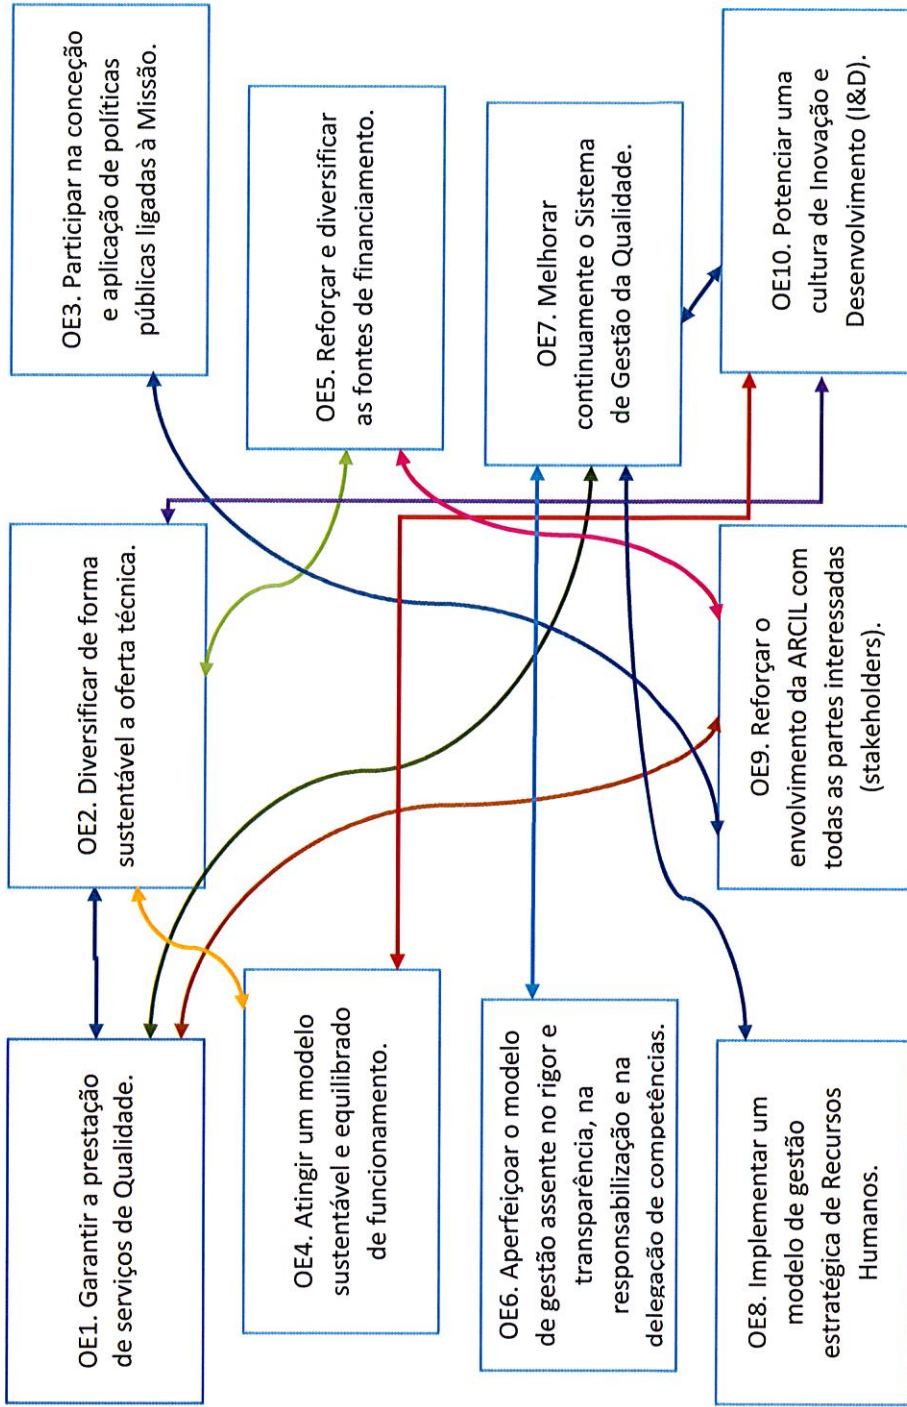 OE1. Garantir a prestação
de serviços de Qualidade.
OE2. Diversificar de forma
sustentável a oferta técnica.
OE3. Participar na conceção
e aplicação de políticas
públicas ligadas à Missão.
OE4. Atingir um modelo
sustentável e equilibrado
de funcionamento.
OE5. Reforçar e diversificar
as fontes de financiamento.
OE6. Aperfeiçoar o modelo
de gestão assente no rigor e
transparência, na
responsabilização e na
delegação de competências.
OE7. Melhorar
continuamente o Sistema
de Gestão da Qualidade.
OE8. Implementar um
modelo de gestão
estratégica de Recursos
Humanos.
OE9. Reforçar o
envolvimento da ARCIL com
todas as partes interessadas
(stakeholders).
OE10. Potenciar uma
cultura de Inovação e
Desenvolvimento (I&D).